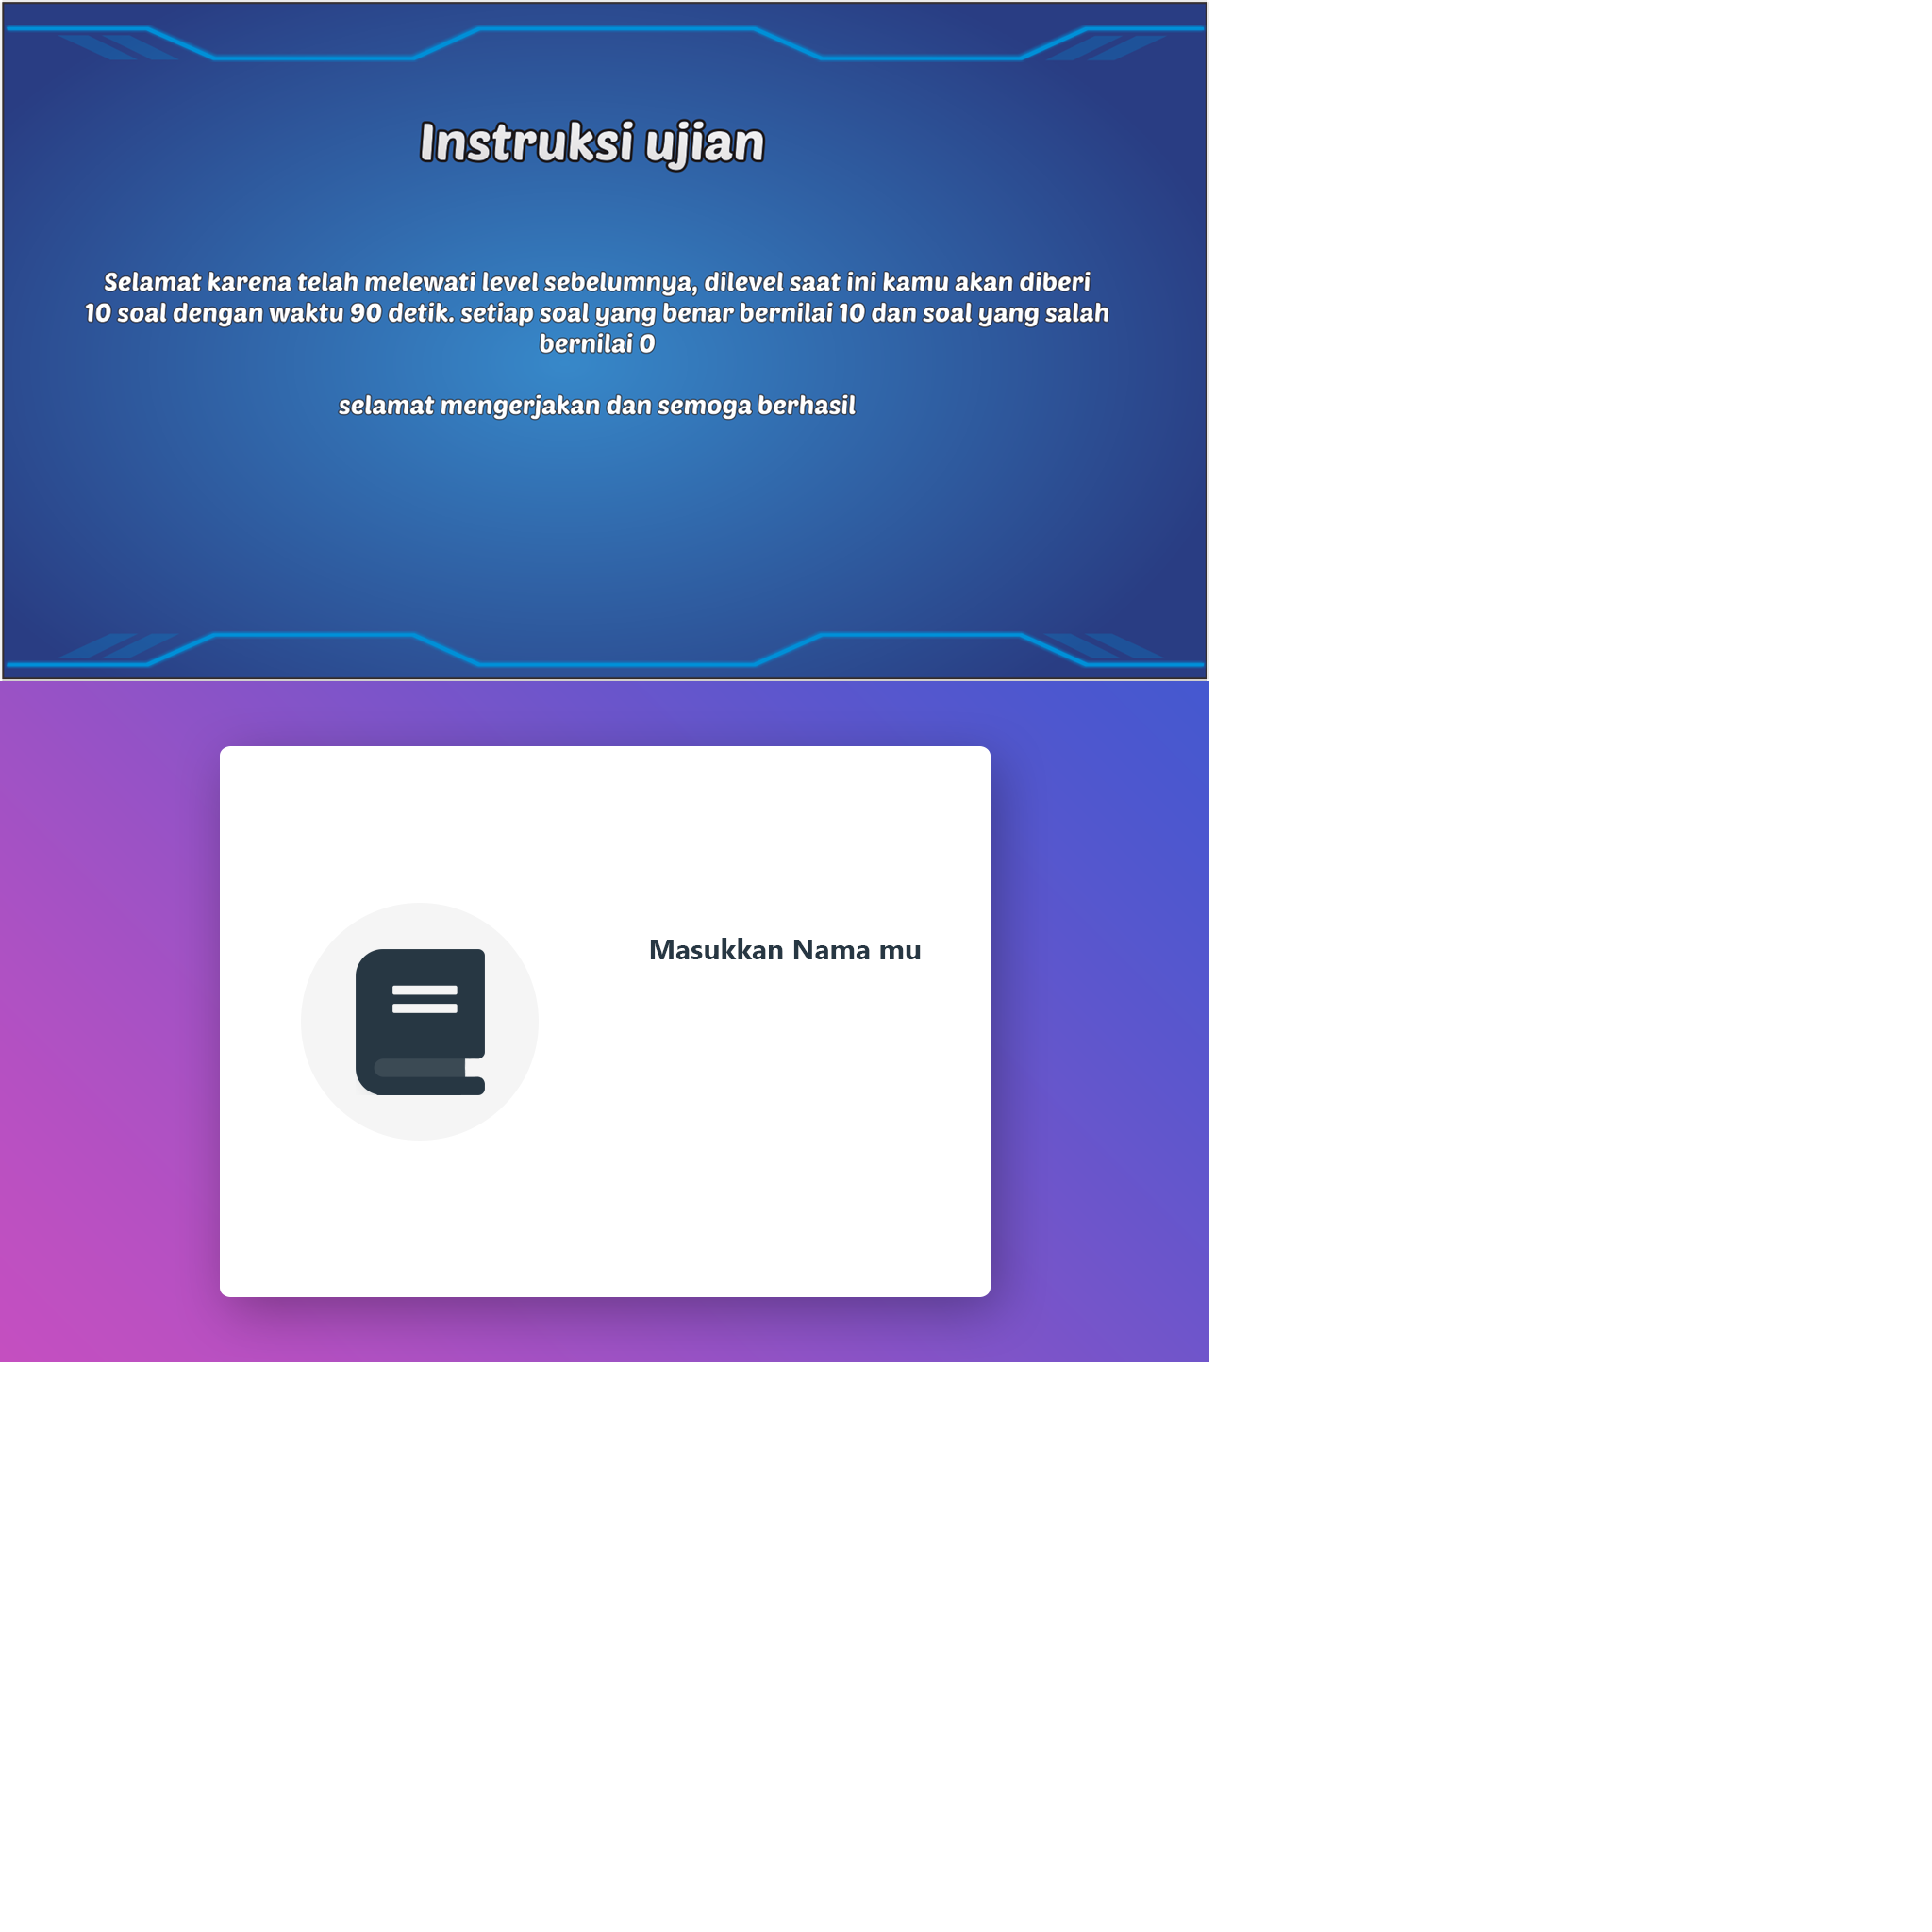 Instruksi ujian
Selamat karena telah melewati level sebelumnya, dilevel saat ini kamu akan diberi
10 soal dengan waktu 90 detik. setiap soal yang benar bernilai 10 dan soal yang salah
bernilai 0
selamat mengerjakan dan semoga berhasil
Masukkan Nama mu